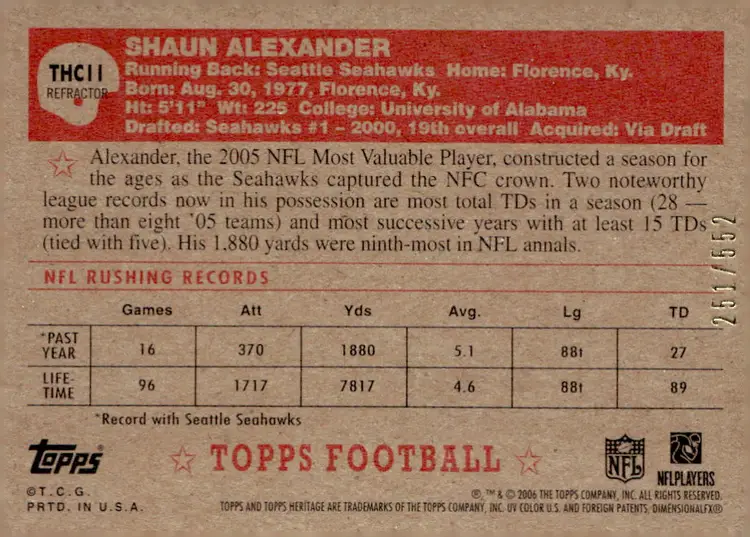 THC11
REFRACTOR
SHAUN ALEXANDER
Running Back: Seattle Seahawks Home: Florence, Ky.
Born: Aug. 30, 1977, Florence, Ky.
Ht: 5'11" Wt: 225 College: University of Alabama
Drafted: Seahawks #1 – 2000, 19th overall Acquired: Via Draft
Alexander, the 2005 NFL Most Valuable Player, constructed a season for
the ages as the Seahawks captured the NFC crown. Two noteworthy
league records now in his possession are most total TDs in a season (28 —
more than eight '05 teams) and most successive years with at least 15 TDs
(tied with five). His 1,880 yards were ninth-most in NFL annals.
251/552
NFL RUSHING RECORDS
Games Att Yds Avg. Lg TD
*PAST YEAR 16 370 1880 5.1 88t 27
LIFE-TIME 96 1717 7817 4.6 88t 89
*Record with Seattle Seahawks
Topps
TOPPS FOOTBALL
NFL
NFLPLAYERS
©T.C.G.
PRTD. IN U.S.A.
®, ™ & © 2006 THE TOPPS COMPANY, INC. ALL RIGHTS RESERVED.
TOPPS AND TOPPS HERITAGE ARE TRADEMARKS OF THE TOPPS COMPANY, INC. UV COLOR U.S. AND FOREIGN PATENTS. DIMENSIONALFX®